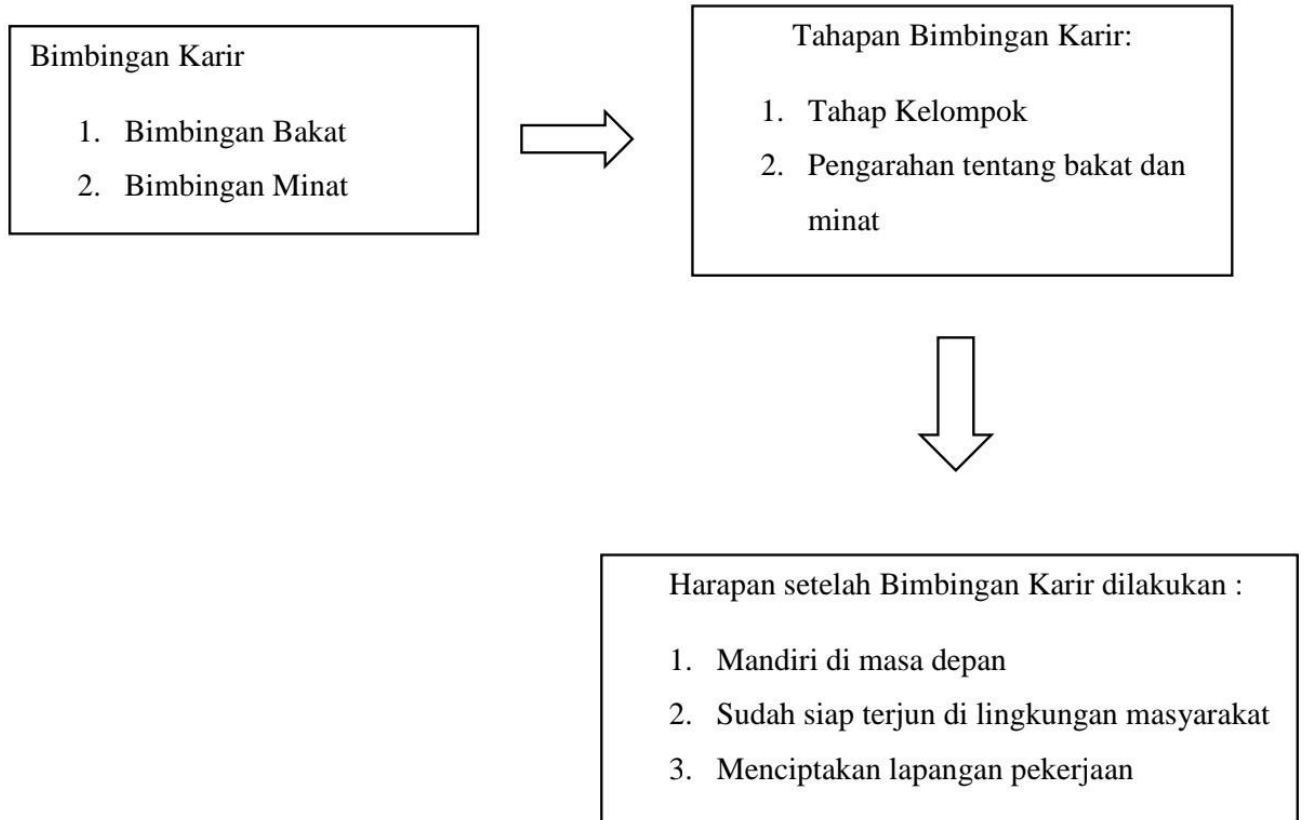 Bimbingan Karir
1. Bimbingan Bakat
2. Bimbingan Minat
Tahapan Bimbingan Karir:
1. Tahap Kelompok
2. Pengarahan tentang bakat dan
minat
Harapan setelah Bimbingan Karir dilakukan :
1. Mandiri di masa depan
2. Sudah siap terjun di lingkungan masyarakat
3. Menciptakan lapangan pekerjaan